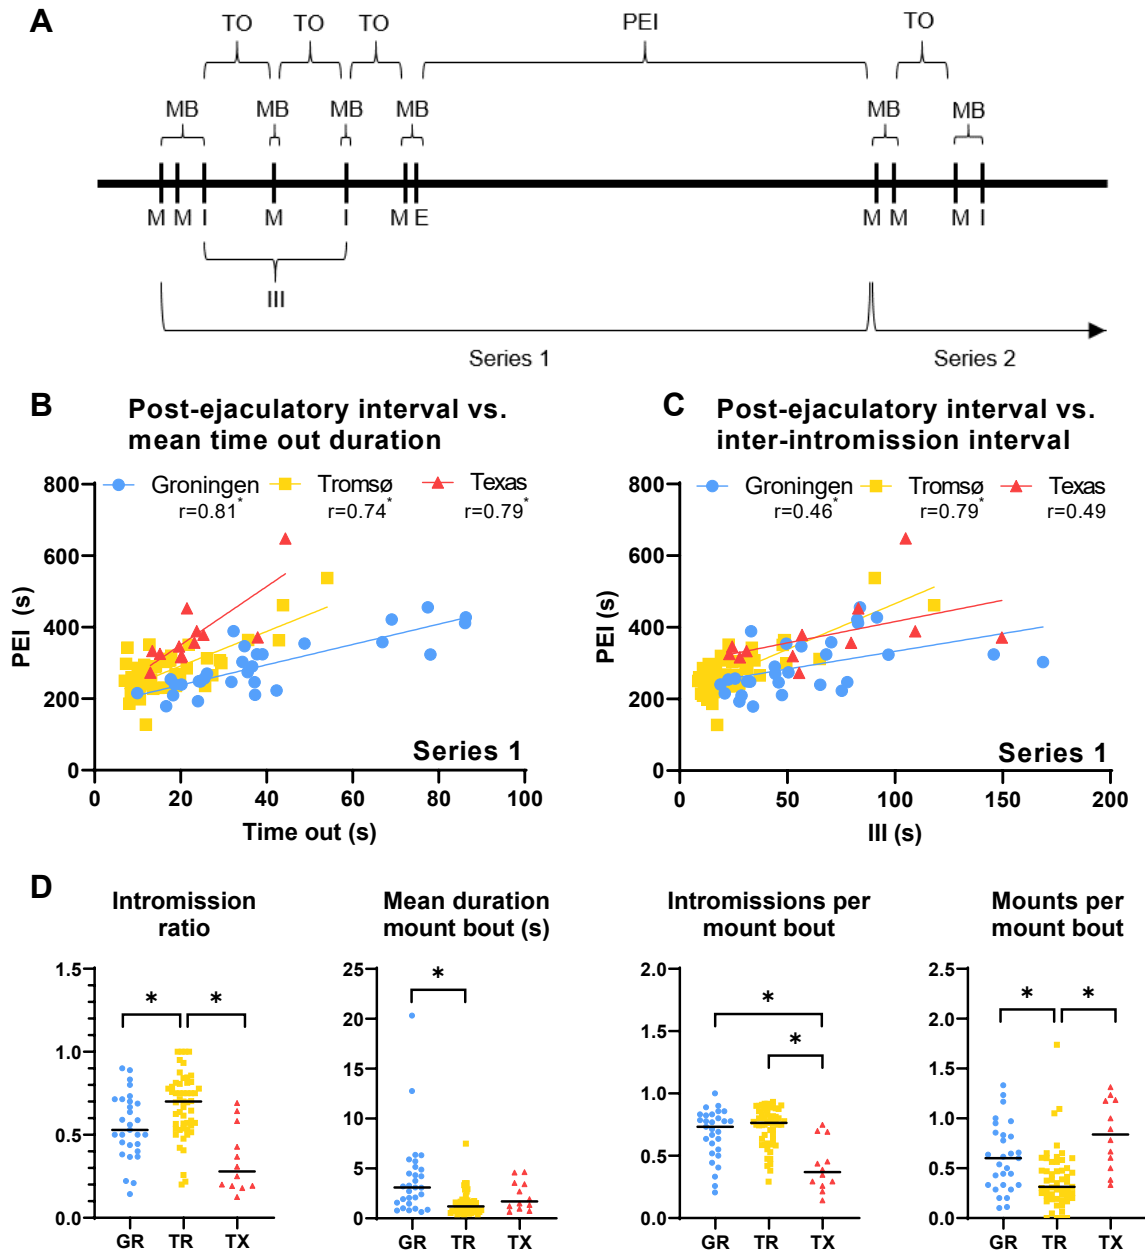 A
TO TO TO PEI TO
MB MB MB MB MB MB
M M I M I M E M M M I
III
Series 1 Series 2
B Post-ejaculatory interval vs.
mean time out duration
Groningen Tromsø Texas
r=0.81* r=0.74* r=0.79*
800
600
400
200
0
PEI (s)
Series 1
0 20 40 60 80 100
Time out (s)
C Post-ejaculatory interval vs.
inter-intromission interval
Groningen Tromsø Texas
r=0.46* r=0.79* r=0.49
800
600
400
200
0
PEI (s)
Series 1
0 50 100 150 200
III (s)
D
Intromission
ratio
1.5
1.0
0.5
0.0
* *
GR TR TX
Mean duration
mount bout (s)
25
20
15
10
5
0
*
GR TR TX
Intromissions per
mount bout
2.0
1.5
1.0
0.5
0.0
*
*
GR TR TX
Mounts per
mount bout
2.5
2.0
1.5
1.0
0.5
0.0
* *
GR TR TX